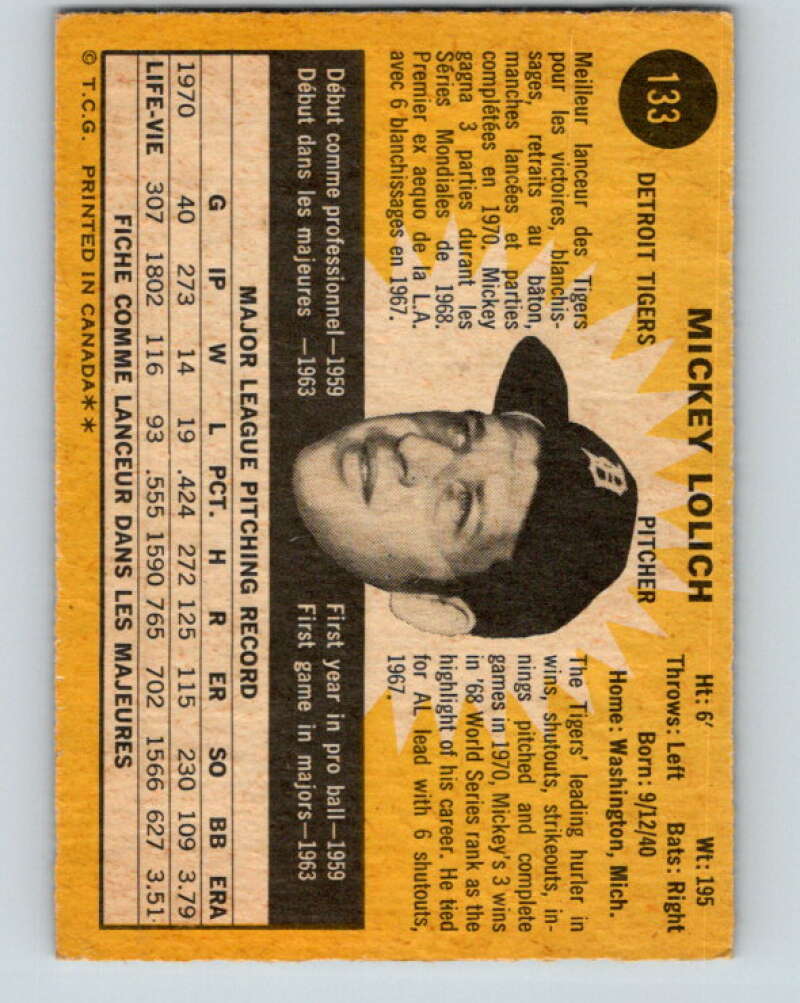 133
MICKEY LOLICH
DETROIT TIGERS
PITCHER
Ht: 6' Wt: 195
Throws: Left Bats: Right
Born: 9/12/40
Home: Washington, Mich.
Meilleur lanceur des Tigers
pour les victoires, blanchis-
sages, retraits au bâton,
manches lancées et parties
complétées en 1970. Mickey
gagna 3 parties durant les
Séries Mondiales de 1968.
Premier ex aequo de la L.A.
avec 6 blanchissages en 1967.
The Tigers' leading hurler in
wins, shutouts, strikeouts, in-
nings pitched and complete
games in 1970, Mickey's 3 wins
in '68 World Series rank as the
highlight of his career. He tied
for AL lead with 6 shutouts,
1967.
Début comme professionnel—1959
Début dans les majeures —1963
First year in pro ball—1959
First game in majors—1963
MAJOR LEAGUE PITCHING RECORD
G IP W L PCT. H R ER SO BB ERA
1970 40 273 14 19 .424 272 125 115 230 109 3.79
LIFE-VIE 307 1802 116 93 .555 1590 765 702 1566 627 3.51
FICHE COMME LANCEUR DANS LES MAJEURES
© T.C.G. PRINTED IN CANADA**
D